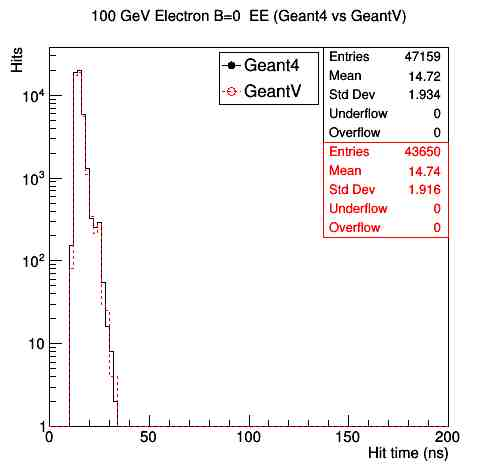 100 GeV Electron B=0  EE (Geant4 vs GeantV)
Hits
Geant4
GeantV
Entries 47159
Mean 14.72
Std Dev 1.934
Underflow 0
Overflow 0
Entries 43650
Mean 14.74
Std Dev 1.916
Underflow 0
Overflow 0
10⁴
10³
10²
10
1
0 50 100 150 200
Hit time (ns)